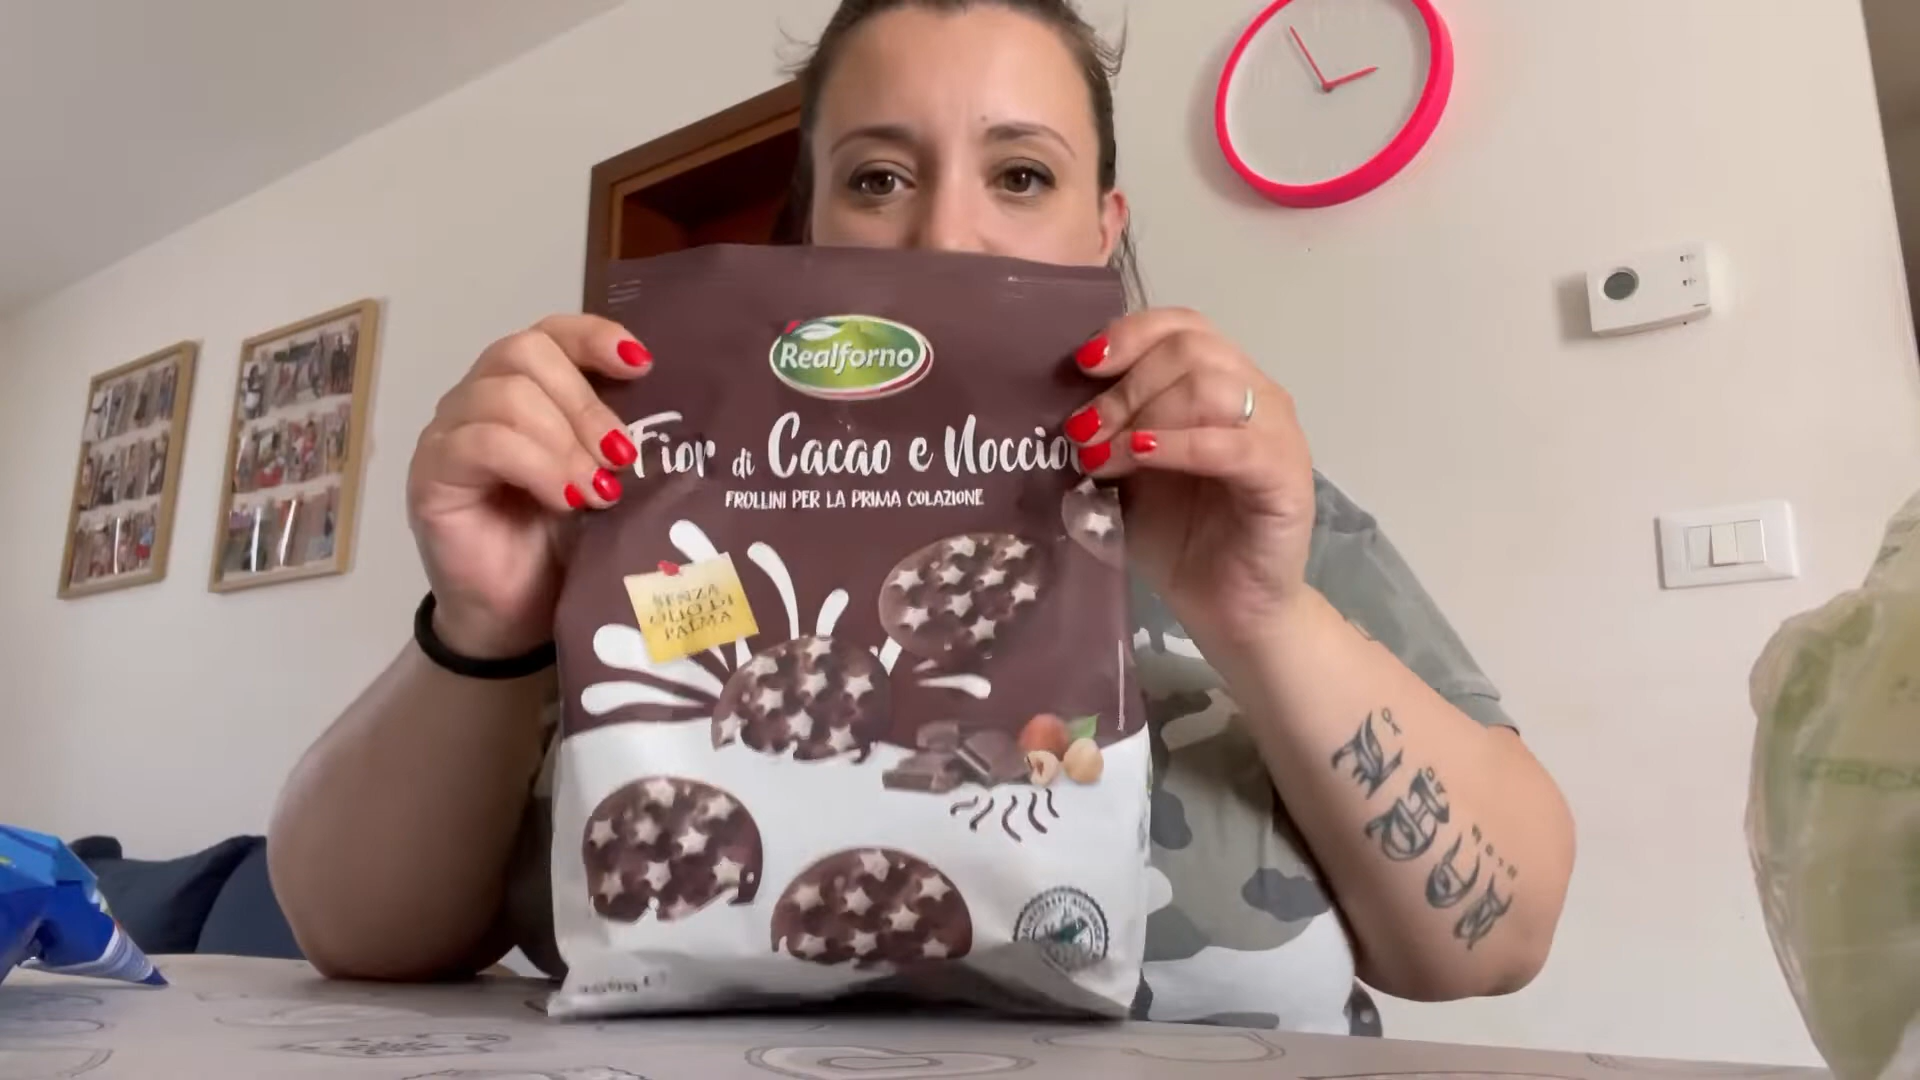 Realforno
Fior di Cacao e Noccio
FROLLINI PER LA PRIMA COLAZIONE
SENZA
OLIO DI
PALMA